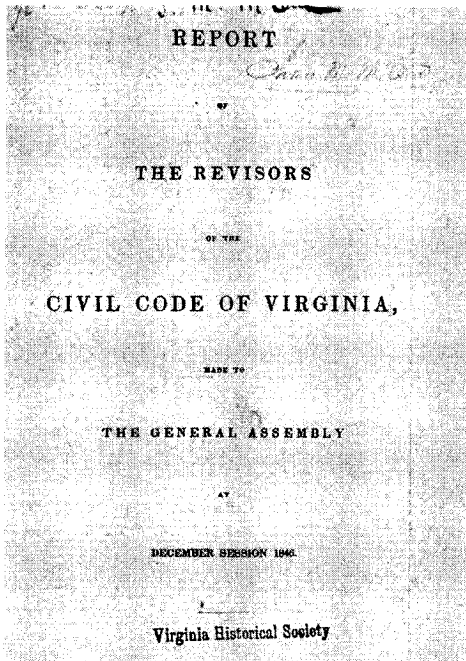 REPORT
OF
THE REVISORS
OF THE
CIVIL CODE OF VIRGINIA,
MADE TO
THE GENERAL ASSEMBLY
AT
DECEMBER SESSION 1846.
Virginia Historical Society